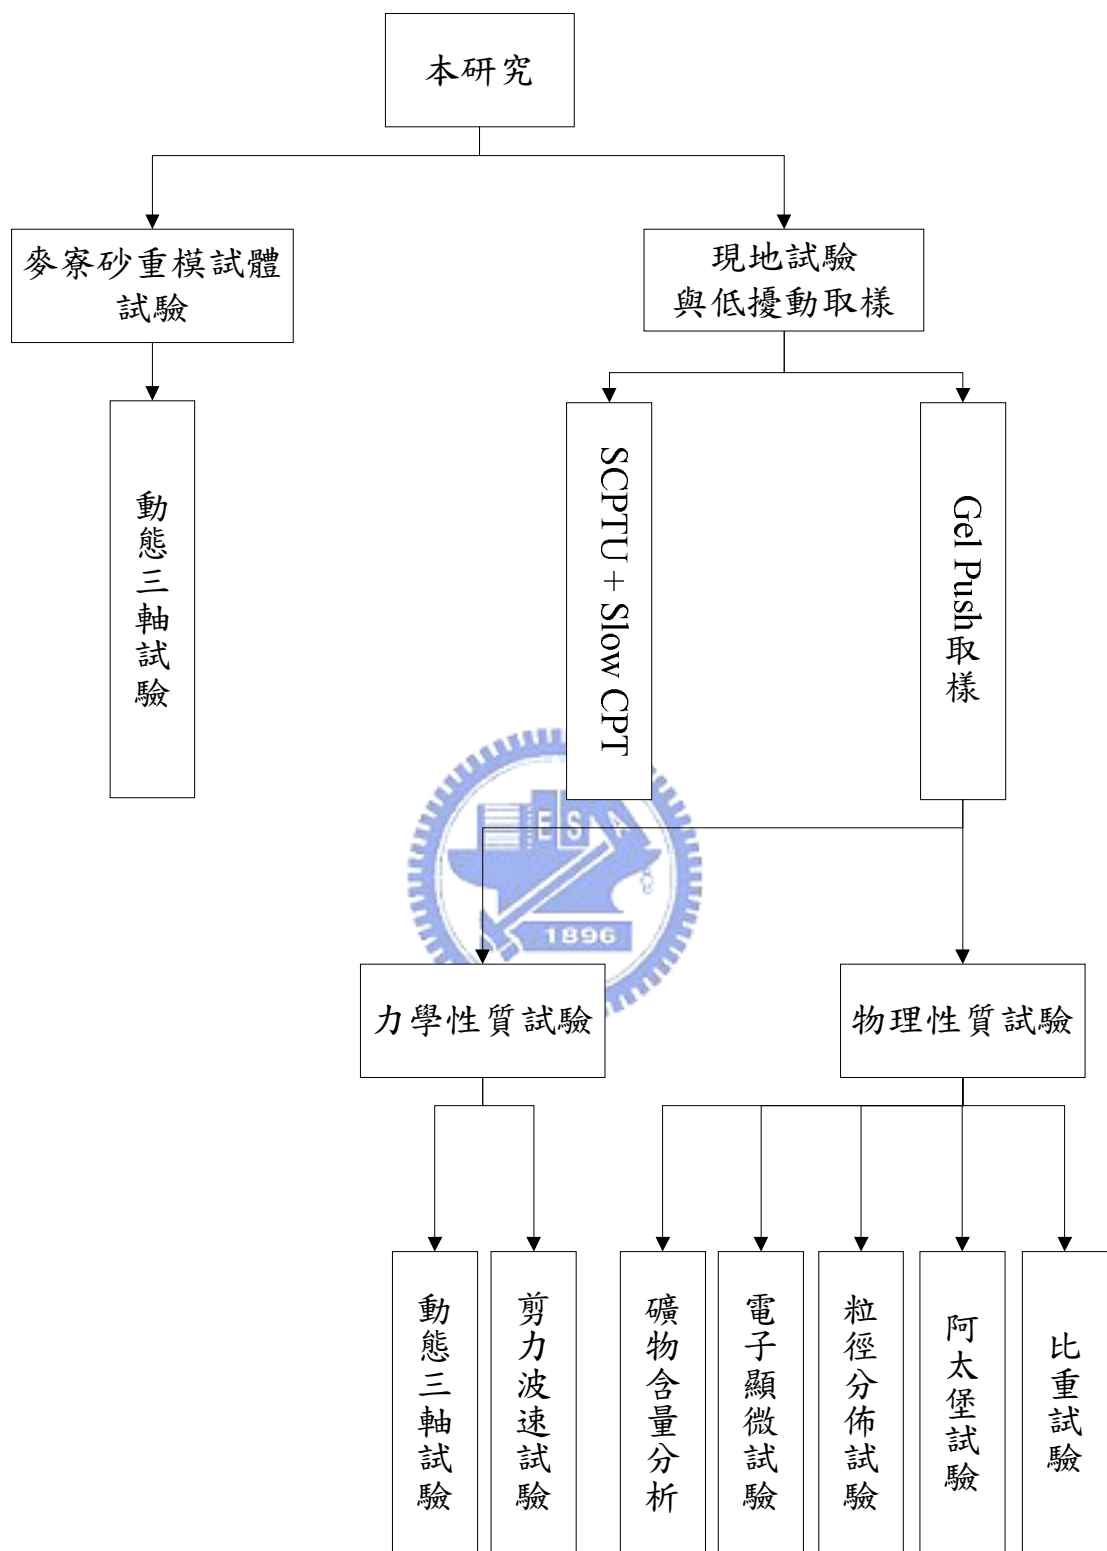 本研究
麥寮砂重模試體
試驗
現地試驗
與低擾動取樣
動態三軸試驗
SCPTU + Slow CPT
Gel Push取樣
ESA
1896
力學性質試驗
物理性質試驗
動態三軸試驗
剪力波速試驗
礦物含量分析
電子顯微試驗
粒徑分佈試驗
阿太堡試驗
比重試驗